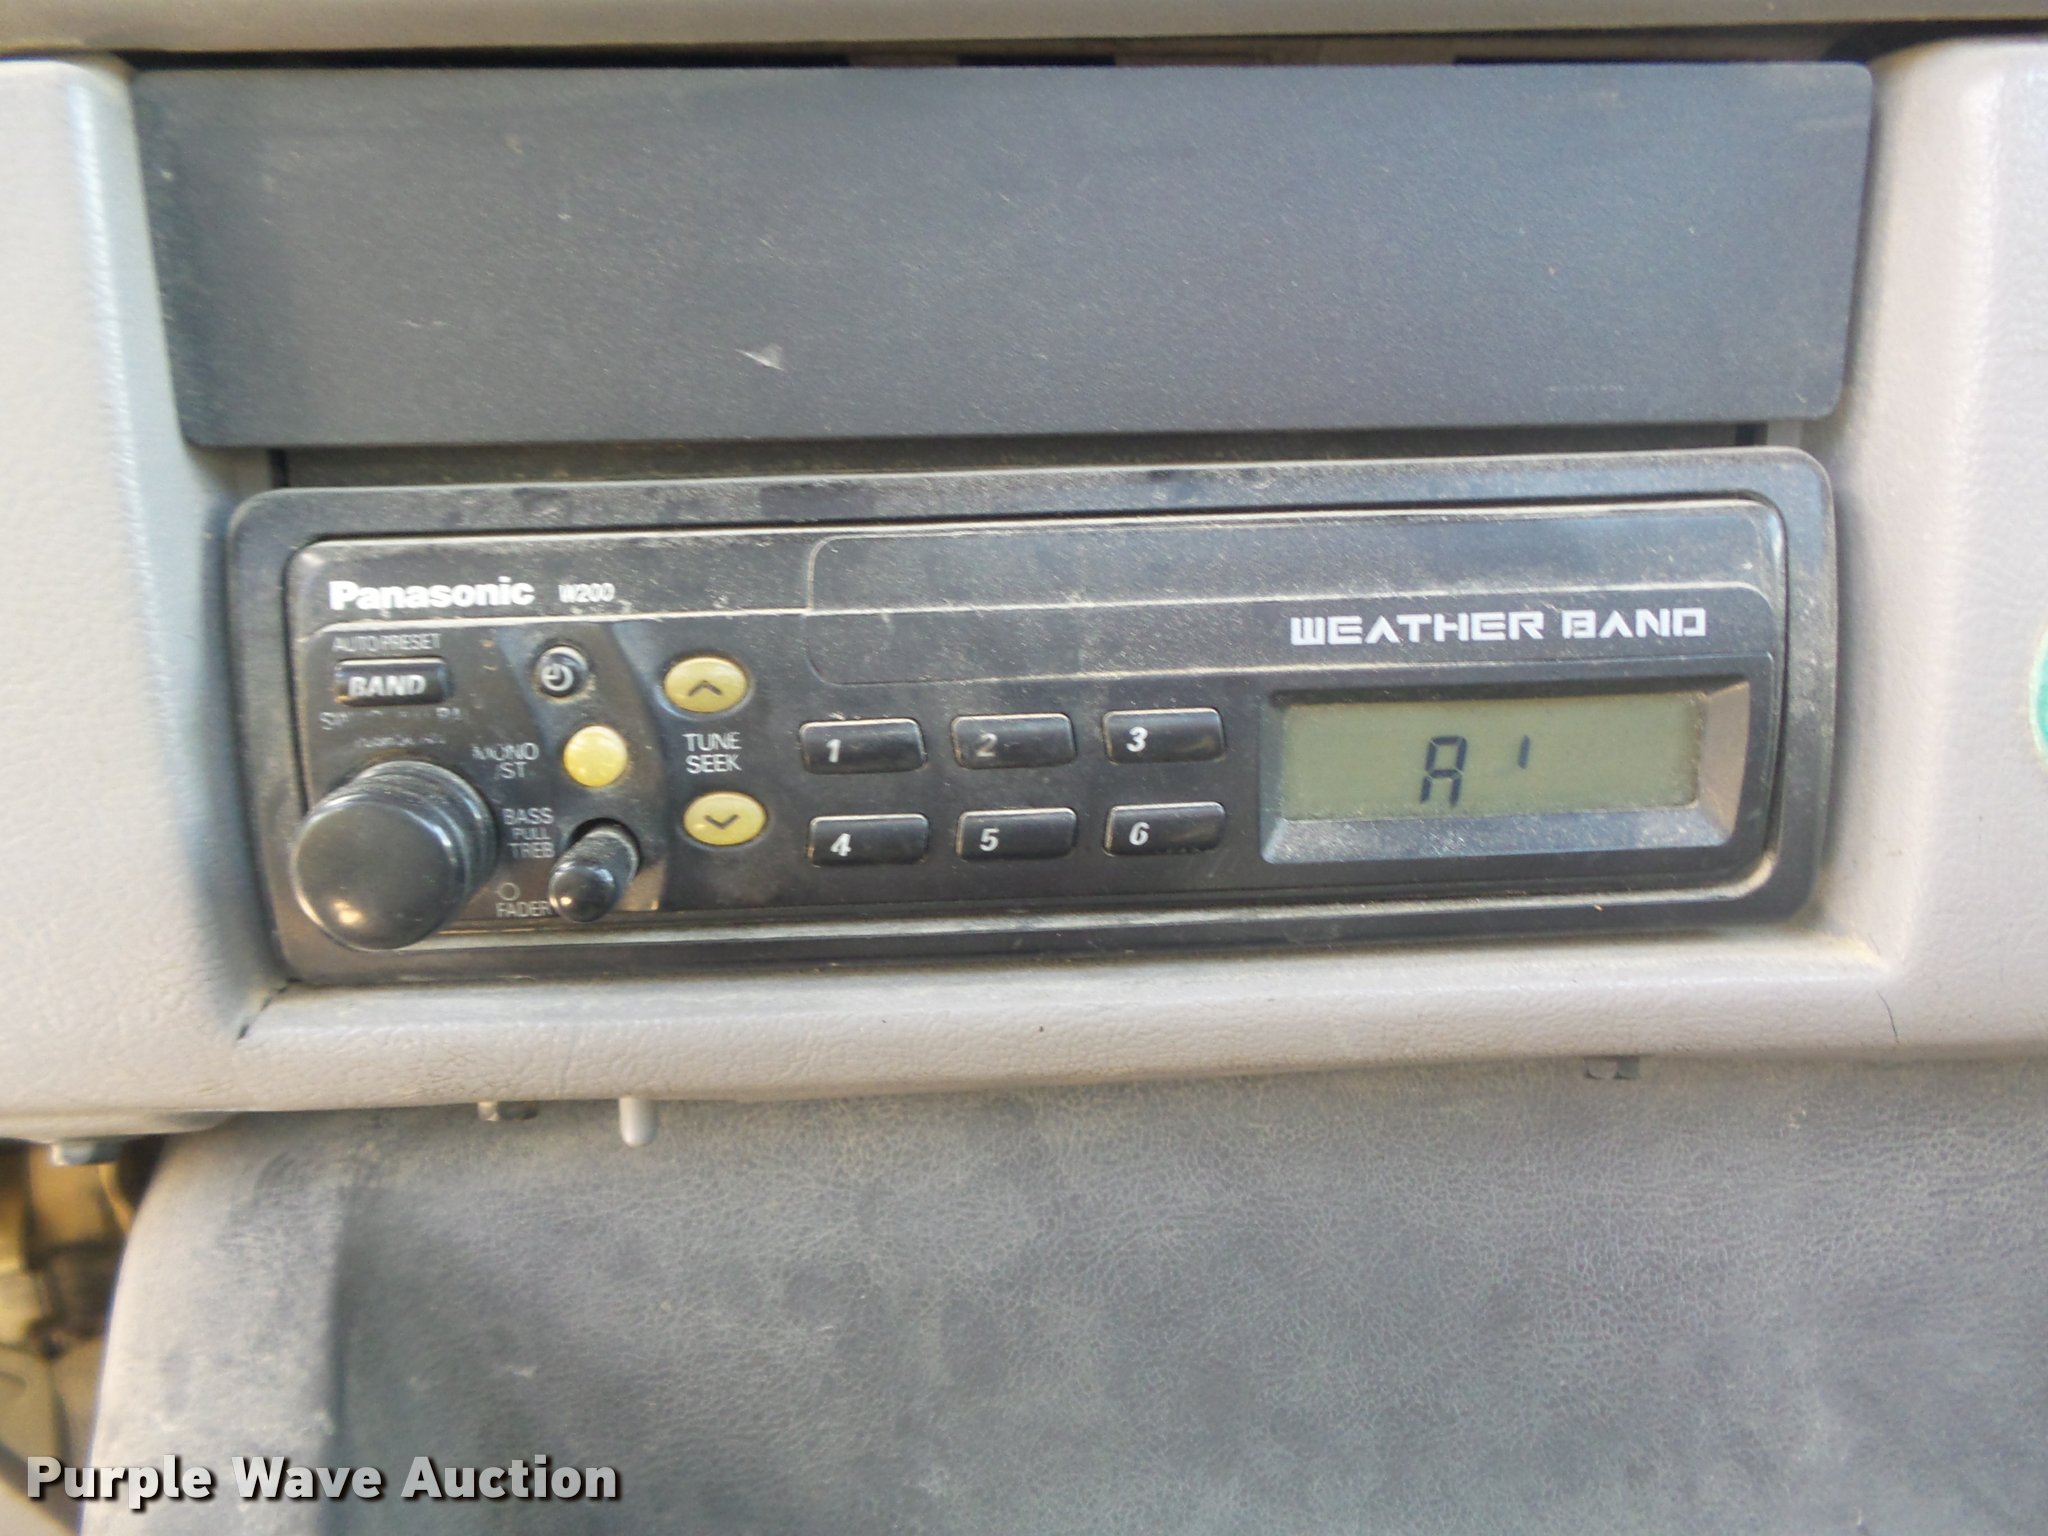 Panasonic W200
WEATHER BAND
AUTO PRESET
BAND
MONO
/ST
TUNE
SEEK
1 2 3
BASS
PULL
TREB
4 5 6
FADER
A '
Purple Wave Auction